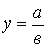 y = a/в